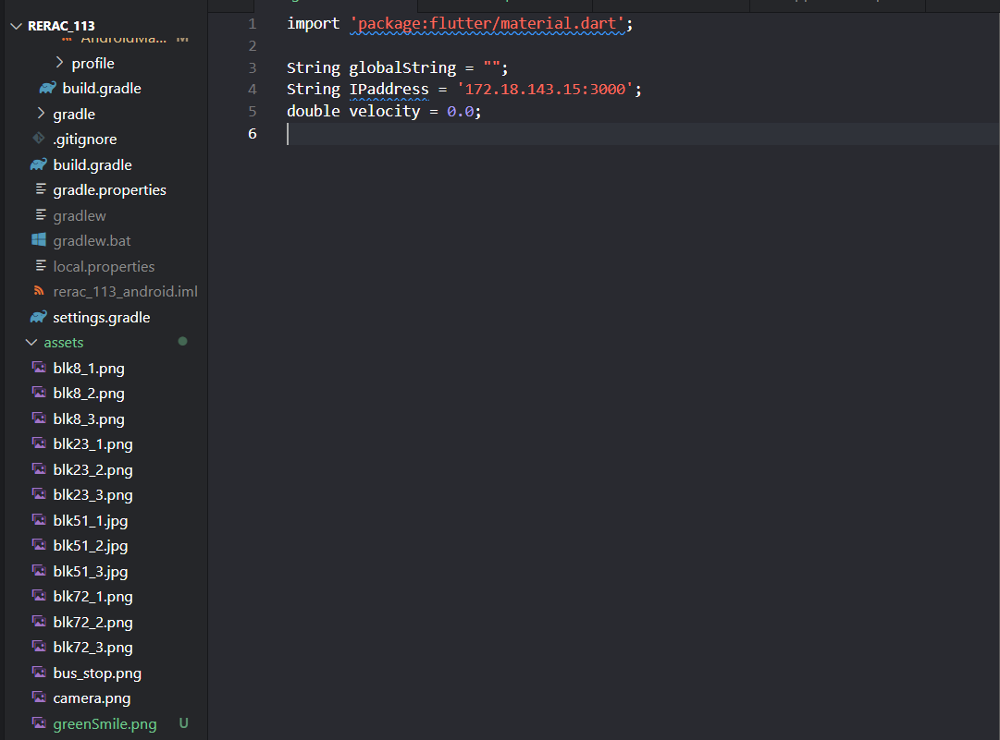 RERAC_113
AndroidMa... M
profile
build.gradle
gradle
.gitignore
build.gradle
gradle.properties
gradlew
gradlew.bat
local.properties
rerac_113_android.iml
settings.gradle
assets
blk8_1.png
blk8_2.png
blk8_3.png
blk23_1.png
blk23_2.png
blk23_3.png
blk51_1.jpg
blk51_2.jpg
blk51_3.jpg
blk72_1.png
blk72_2.png
blk72_3.png
bus_stop.png
camera.png
greenSmile.png U
1 import 'package:flutter/material.dart';
2
3 String globalString = "";
4 String IPaddress = '172.18.143.15:3000';
5 double velocity = 0.0;
6